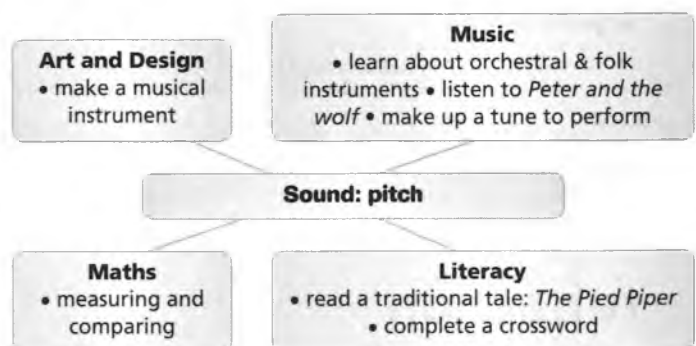 Art and Design
• make a musical
instrument
Music
• learn about orchestral & folk
instruments • listen to Peter and the
wolf • make up a tune to perform
Sound: pitch
Maths
• measuring and
comparing
Literacy
• read a traditional tale: The Pied Piper
• complete a crossword